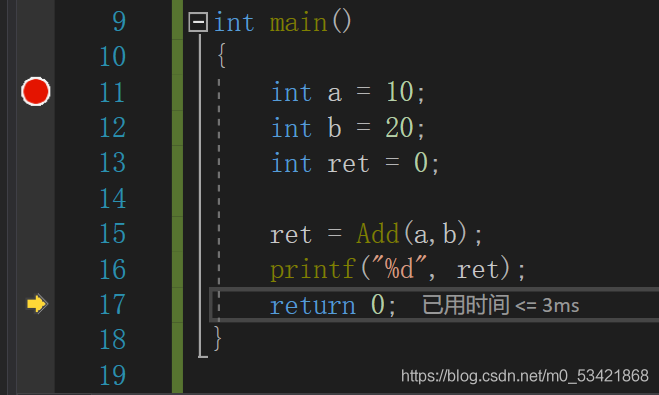 9 int main()
10 {
11 int a = 10;
12 int b = 20;
13 int ret = 0;
14
15 ret = Add(a,b);
16 printf("%d", ret);
17 return 0; 已用时间 <= 3ms
18 }
19
https://blog.csdn.net/m0_53421868